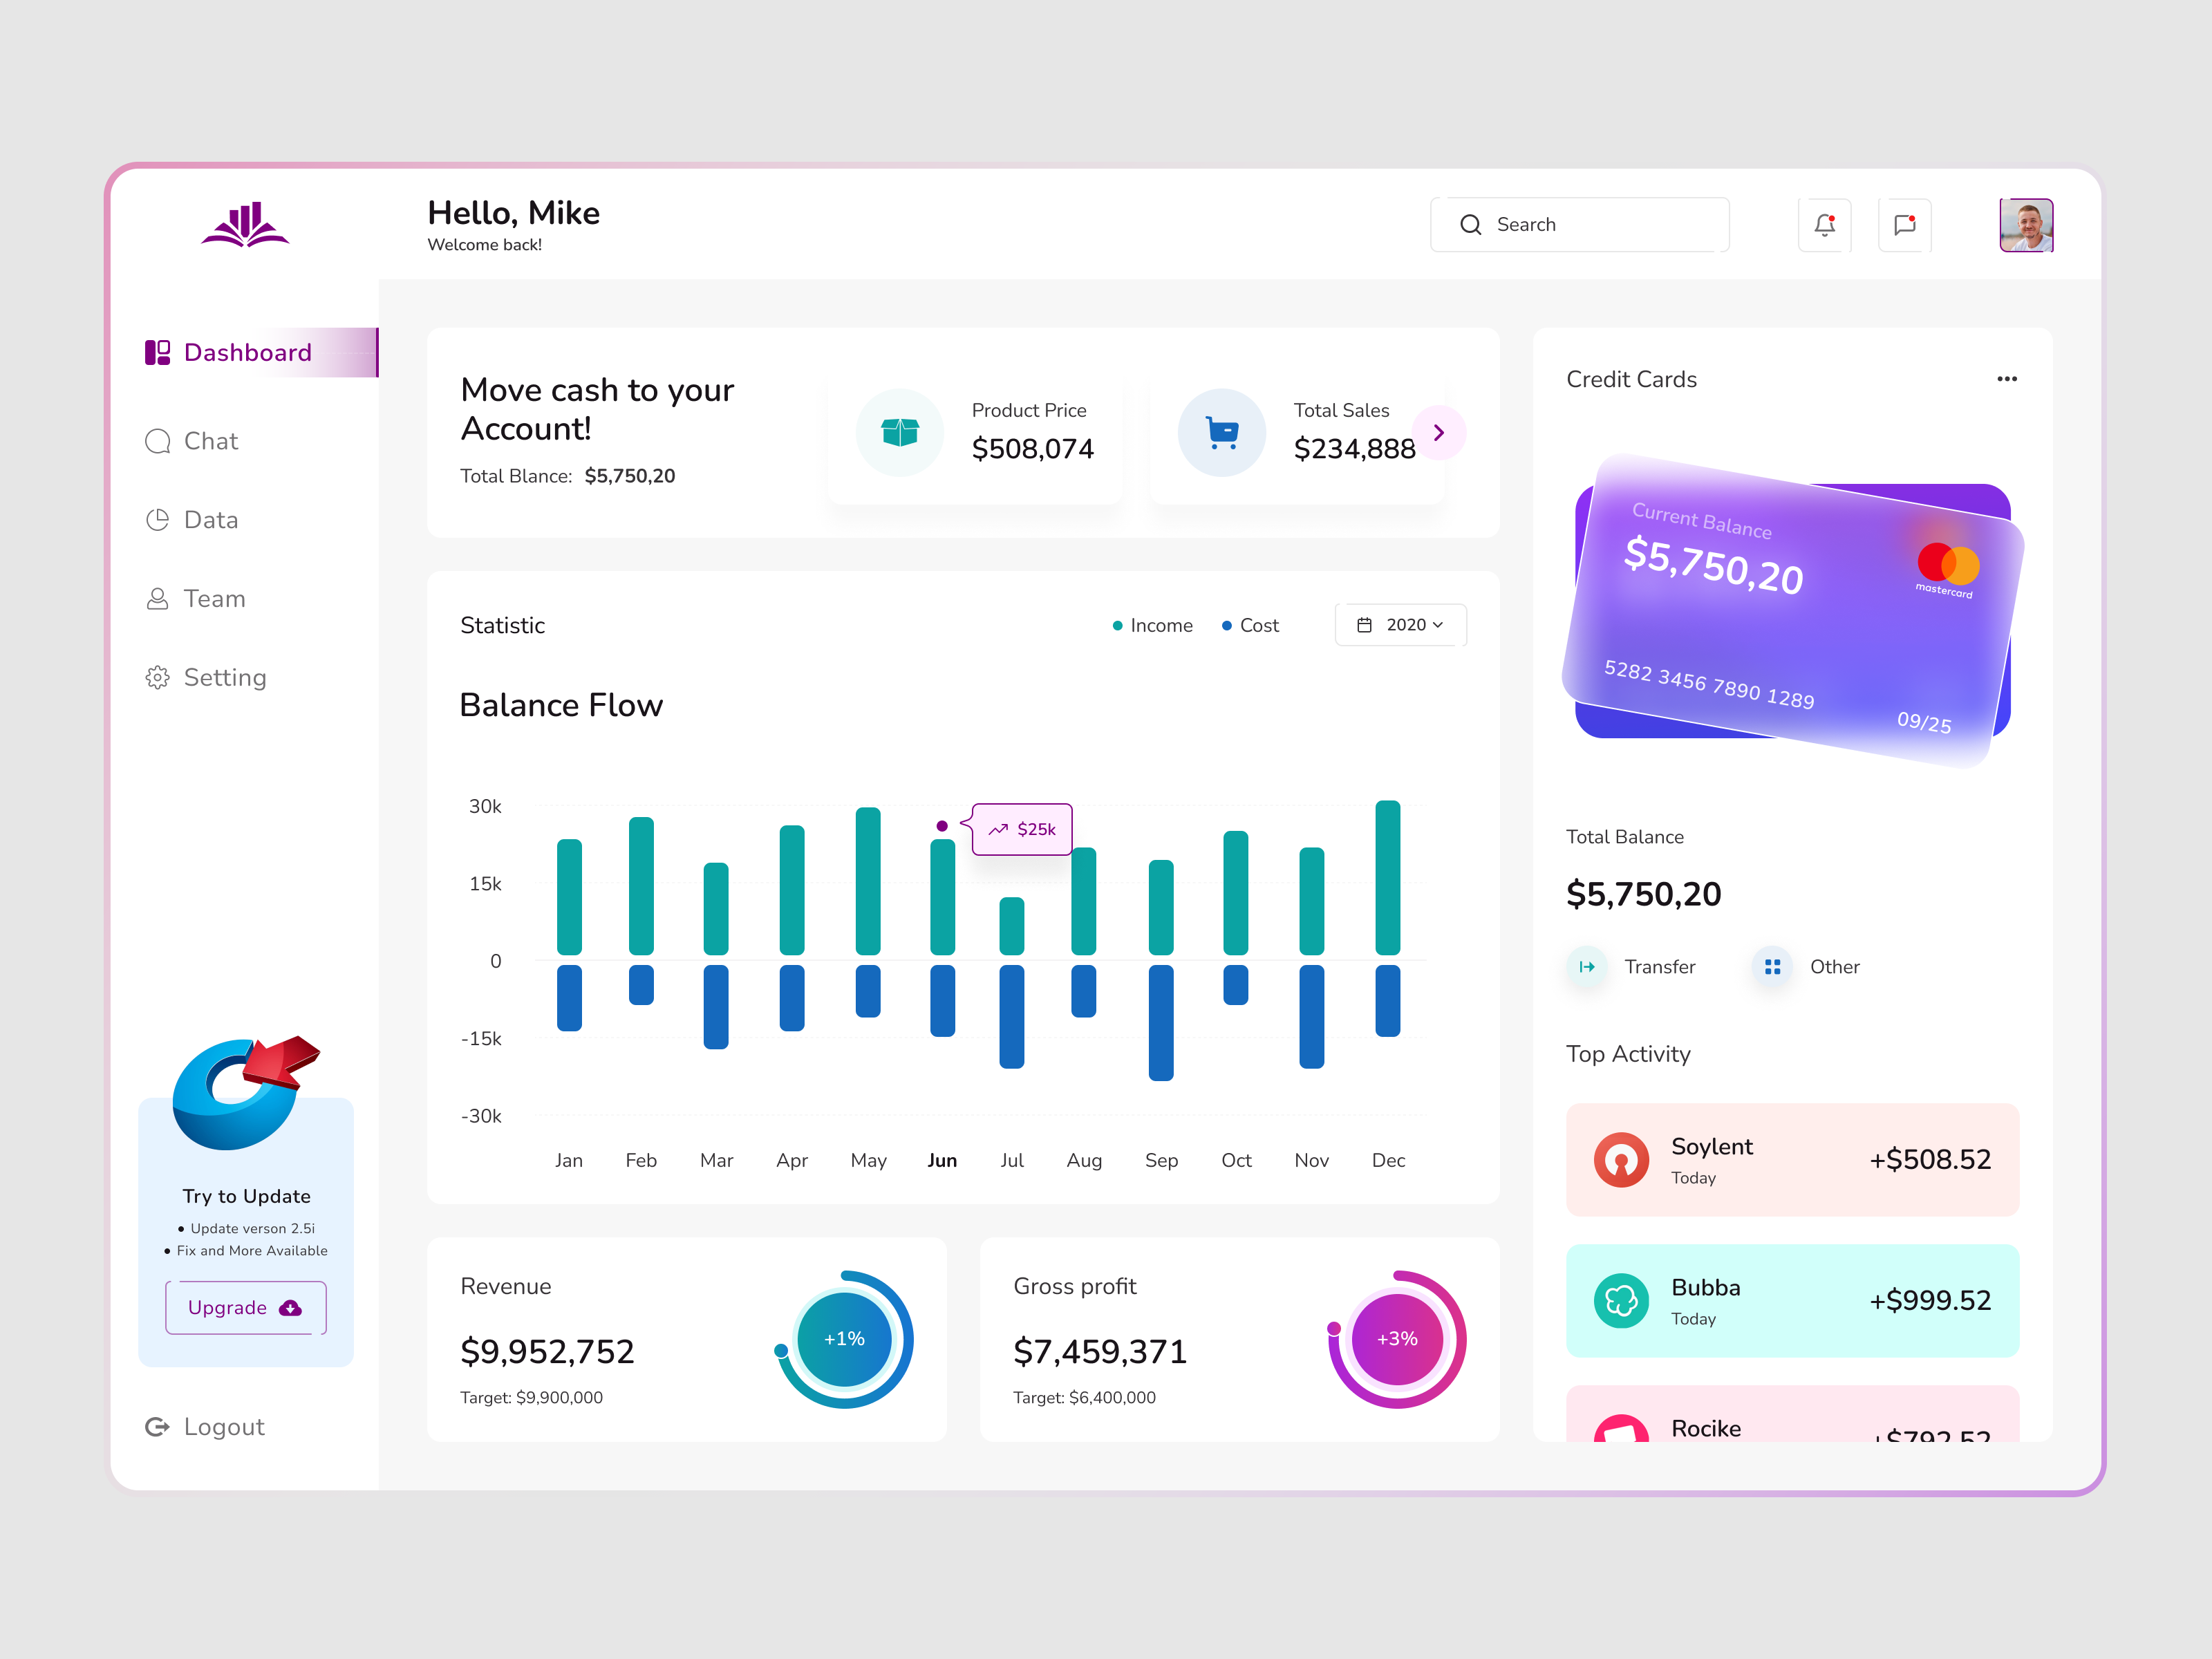 Hello, Mike
Welcome back!
Search
Dashboard
Chat
Data
Team
Setting
Try to Update
Update verson 2.5i
Fix and More Available
Upgrade
Logout
Move cash to your
Account!
Total Blance: $5,750,20
Product Price
$508,074
Total Sales
$234,888
Statistic
Income
Cost
2020
Balance Flow
30k
15k
0
-15k
-30k
$25k
Jan Feb Mar Apr May Jun Jul Aug Sep Oct Nov Dec
Revenue
$9,952,752
Target: $9,900,000
+1%
Gross profit
$7,459,371
Target: $6,400,000
+3%
Credit Cards
Current Balance
$5,750,20
mastercard
5282 3456 7890 1289
09/25
Total Balance
$5,750,20
Transfer
Other
Top Activity
Soylent
Today
+$508.52
Bubba
Today
+$999.52
Rocike
+$792.52